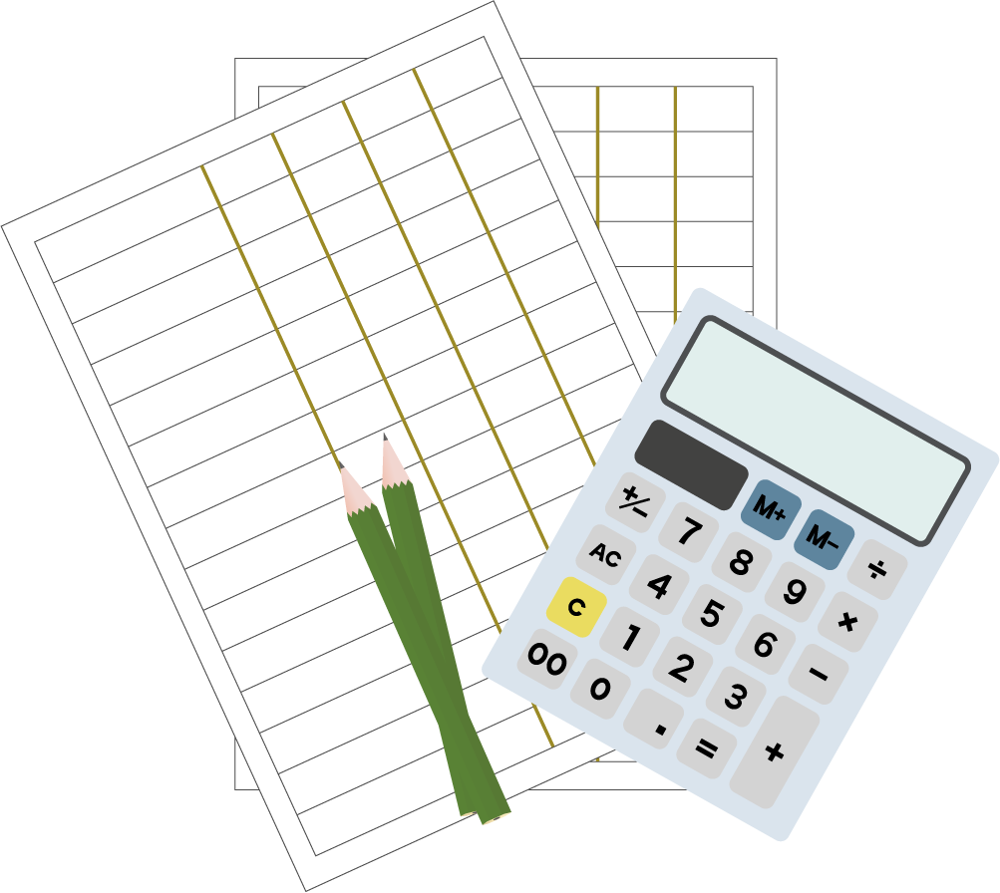 M+ M− ÷
+/− 7 8 9 ×
AC 4 5 6 −
C 1 2 3 +
00 0 . =